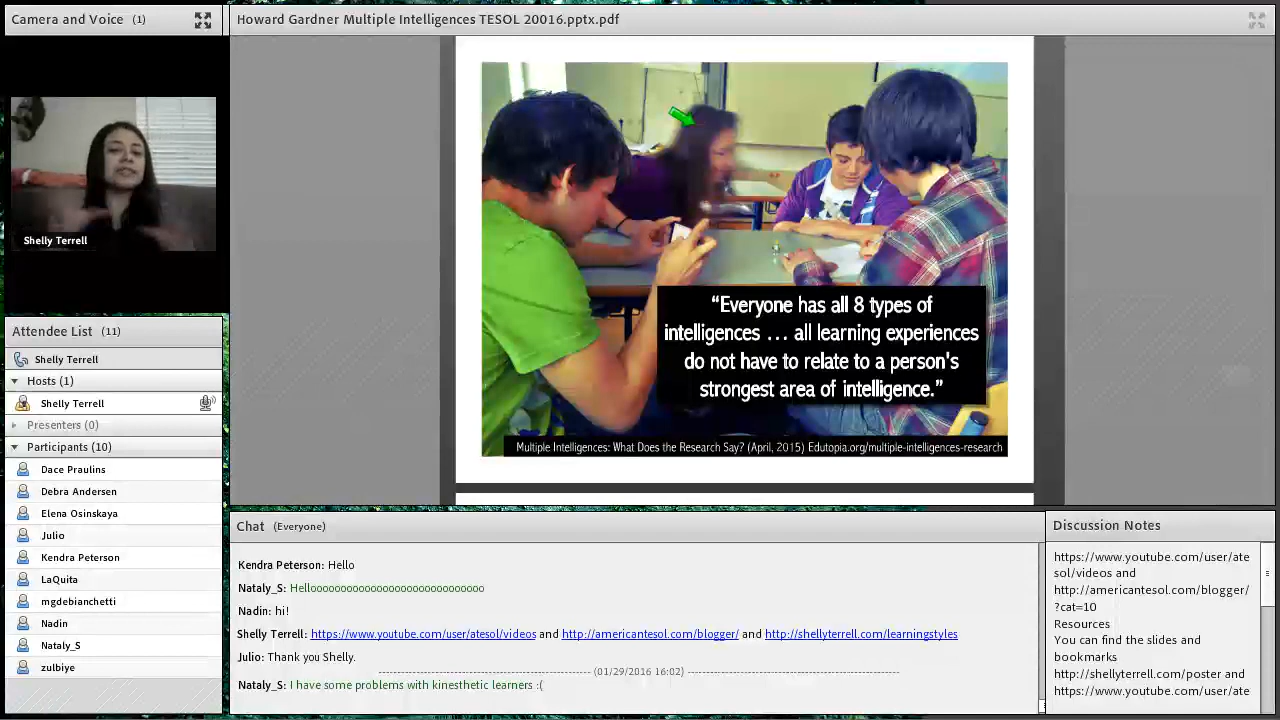 Camera and Voice (1)
Shelly Terrell
Attendee List (11)
Shelly Terrell
Hosts (1)
Shelly Terrell
Presenters (0)
Participants (10)
Dace Praulins
Debra Andersen
Elena Osinskaya
Julio
Kendra Peterson
LaQuita
mgdebianchetti
Nadin
Nataly_S
zulbiye
Howard Gardner Multiple Intelligences TESOL 20016.pptx.pdf
“Everyone has all 8 types of
intelligences … all learning experiences
do not have to relate to a person's
strongest area of intelligence.”
Multiple Intelligences: What Does the Research Say? (April, 2015) Edutopia.org/multiple-intelligences-research
Chat (Everyone)
Kendra Peterson: Hello
Nataly_S: Hellooooooooooooooooooooooooooooo
Nadin: hi!
Shelly Terrell: https://www.youtube.com/user/atesol/videos and http://americantesol.com/blogger/ and http://shellyterrell.com/learningstyles
Julio: Thank you Shelly.
(01/29/2016 16:02)
Nataly_S: I have some problems with kinesthetic learners :(
Discussion Notes
https://www.youtube.com/user/ate
sol/videos and
http://americantesol.com/blogger/
?cat=10
Resources
You can find the slides and
bookmarks
http://shellyterrell.com/poster and
https://www.youtube.com/user/ate